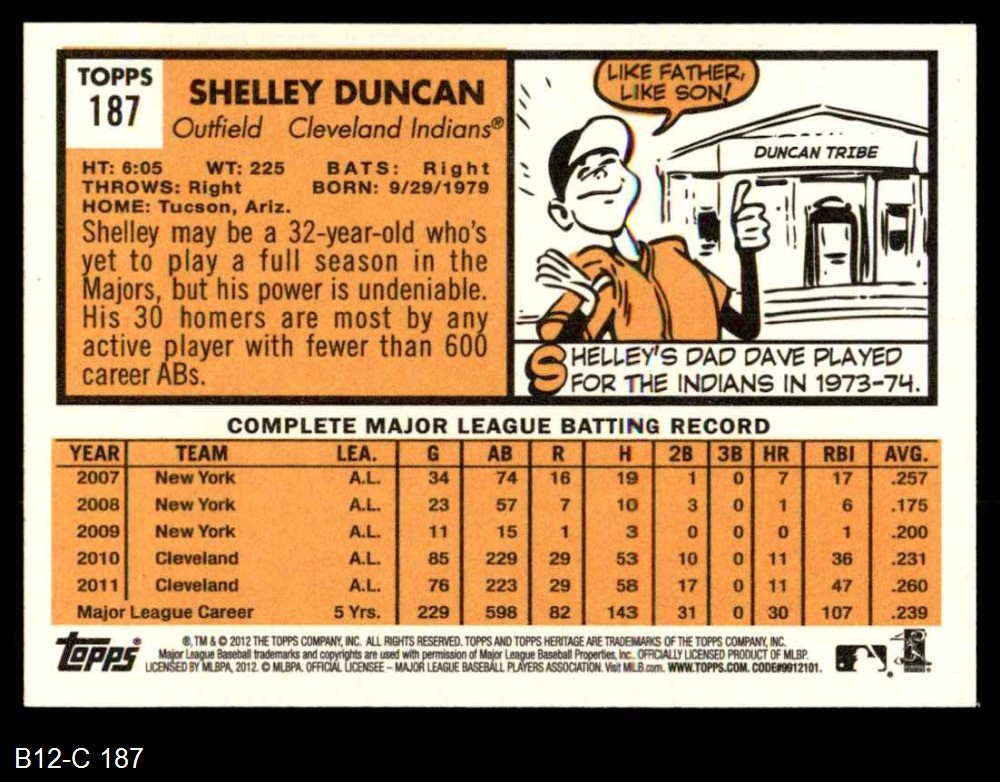 TOPPS
187
SHELLEY DUNCAN
Outfield Cleveland Indians®
HT: 6:05 WT: 225 BATS: Right
THROWS: Right BORN: 9/29/1979
HOME: Tucson, Ariz.
Shelley may be a 32-year-old who's
yet to play a full season in the
Majors, but his power is undeniable.
His 30 homers are most by any
active player with fewer than 600
career ABs.
LIKE FATHER,
LIKE SON!
DUNCAN TRIBE
SHELLEY'S DAD DAVE PLAYED
FOR THE INDIANS IN 1973-74.
COMPLETE MAJOR LEAGUE BATTING RECORD
YEAR TEAM LEA. G AB R H 2B 3B HR RBI AVG.
2007 New York A.L. 34 74 16 19 1 0 7 17 .257
2008 New York A.L. 23 57 7 10 3 0 1 6 .175
2009 New York A.L. 11 15 1 3 0 0 0 1 .200
2010 Cleveland A.L. 85 229 29 53 10 0 11 36 .231
2011 Cleveland A.L. 76 223 29 58 17 0 11 47 .260
Major League Career 5 Yrs. 229 598 82 143 31 0 30 107 .239
Topps®
®, TM & © 2012 THE TOPPS COMPANY, INC. ALL RIGHTS RESERVED. TOPPS AND TOPPS HERITAGE ARE TRADEMARKS OF THE TOPPS COMPANY, INC.
Major League Baseball trademarks and copyrights are used with permission of Major League Baseball Properties, Inc. OFFICIALLY LICENSED PRODUCT OF MLBP.
LICENSED BY MLBPA, 2012. © MLBPA. OFFICIAL LICENSEE – MAJOR LEAGUE BASEBALL PLAYERS ASSOCIATION. Visit MLB.com. WWW.TOPPS.COM. CODE#9912101.
B12-C 187